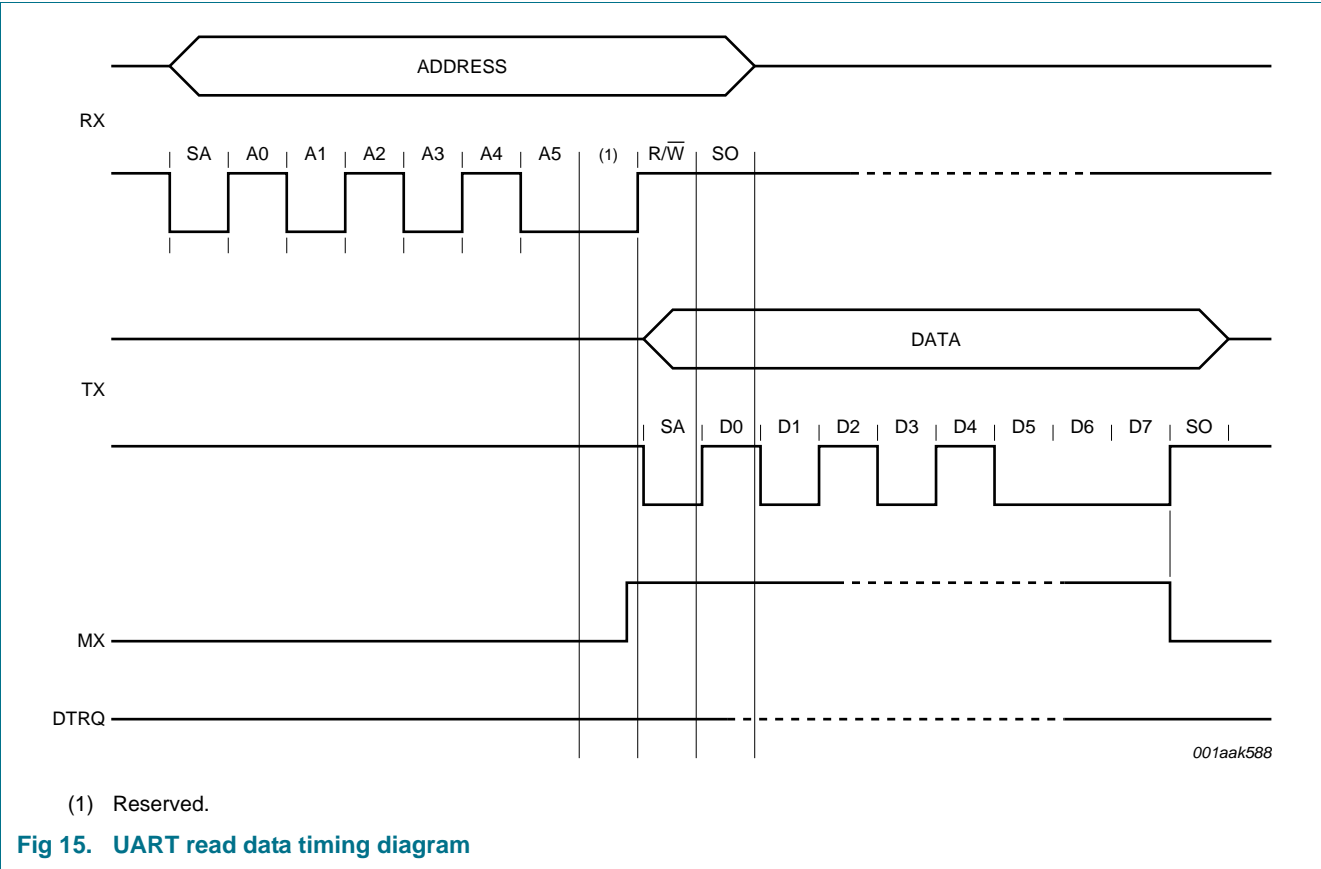 ADDRESS
RX
SA A0 A1 A2 A3 A4 A5 (1) R/W̅ SO
DATA
TX
SA D0 D1 D2 D3 D4 D5 D6 D7 SO
MX
DTRQ
001aak588
(1) Reserved.
Fig 15. UART read data timing diagram